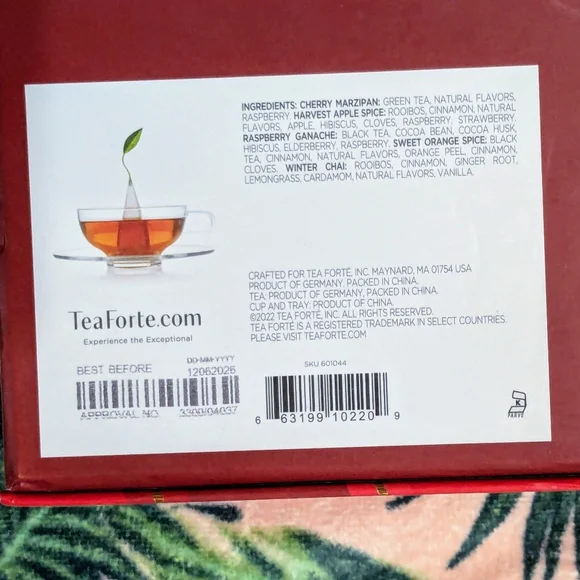 INGREDIENTS: CHERRY MARZIPAN: GREEN TEA, NATURAL FLAVORS,
RASPBERRY. HARVEST APPLE SPICE: ROOIBOS, CINNAMON, NATURAL
FLAVORS, APPLE, HIBISCUS, CLOVES, RASPBERRY, STRAWBERRY.
RASPBERRY GANACHE: BLACK TEA, COCOA BEAN, COCOA HUSK,
HIBISCUS, ELDERBERRY, RASPBERRY. SWEET ORANGE SPICE: BLACK
TEA, CINNAMON, NATURAL FLAVORS, ORANGE PEEL, CINNAMON,
CLOVES. WINTER CHAI: ROOIBOS, CINNAMON, GINGER ROOT,
LEMONGRASS, CARDAMOM, NATURAL FLAVORS, VANILLA.
CRAFTED FOR TEA FORTÉ, INC. MAYNARD, MA 01754 USA
PRODUCT OF GERMANY, PACKED IN CHINA.
TEA: PRODUCT OF GERMANY, PACKED IN CHINA.
CUP AND TRAY: PRODUCT OF CHINA.
©2022 TEA FORTÉ, INC. ALL RIGHTS RESERVED.
TEA FORTÉ IS A REGISTERED TRADEMARK IN SELECT COUNTRIES.
PLEASE VISIT TEAFORTE.COM
TeaForte.com
Experience the Exceptional
DD-MM-YYYY
BEST BEFORE 12062026
APPROVAL NO. 3300/04037
SKU 601044
6 63199 10220 9
K
PARVE